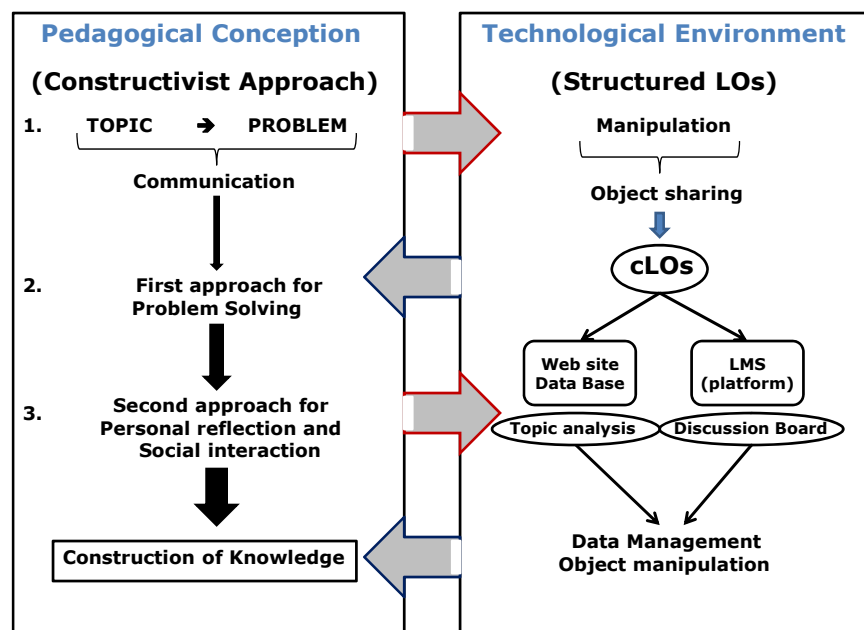 Pedagogical Conception
(Constructivist Approach)
1. TOPIC ➔ PROBLEM
Communication
2. First approach for
Problem Solving
3. Second approach for
Personal reflection and
Social interaction
Construction of Knowledge
Technological Environment
(Structured LOs)
Manipulation
Object sharing
cLOs
Web site
Data Base
LMS
(platform)
Topic analysis
Discussion Board
Data Management
Object manipulation